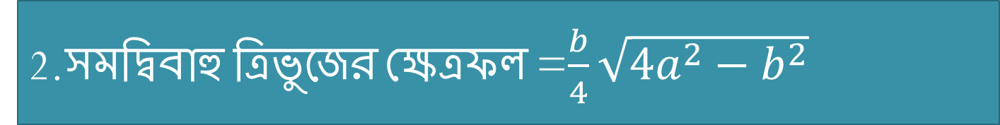 2.সমদ্বিবাহু ত্রিভুজের ক্ষেত্রফল =b/4 √(4a² − b²)